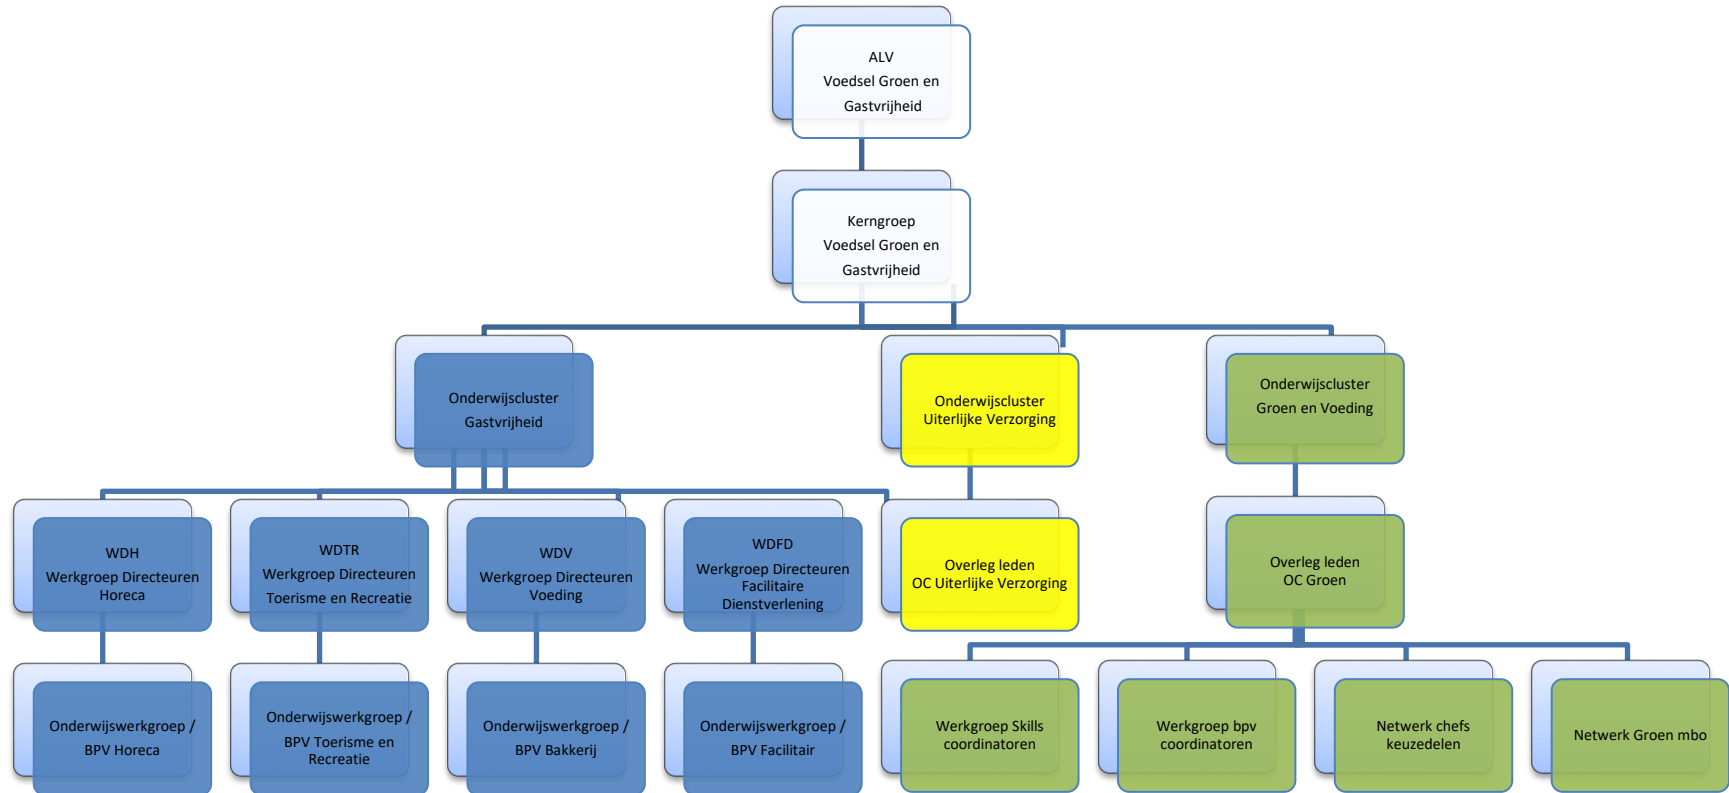 ALV
Voedsel Groen en
Gastvrijheid
Kerngroep
Voedsel Groen en
Gastvrijheid
Onderwijscluster
Gastvrijheid
Onderwijscluster
Uiterlijke Verzorging
Onderwijscluster
Groen en Voeding
WDH
Werkgroep Directeuren
Horeca
WDTR
Werkgroep Directeuren
Toerisme en Recreatie
WDV
Werkgroep Directeuren
Voeding
WDFD
Werkgroep Directeuren
Facilitaire
Dienstverlening
Overleg leden
OC Uiterlijke Verzorging
Overleg leden
OC Groen
Onderwijswerkgroep /
BPV Horeca
Onderwijswerkgroep /
BPV Toerisme en
Recreatie
Onderwijswerkgroep /
BPV Bakkerij
Onderwijswerkgroep /
BPV Facilitair
Werkgroep Skills
coordinatoren
Werkgroep bpv
coordinatoren
Netwerk chefs
keuzedelen
Netwerk Groen mbo